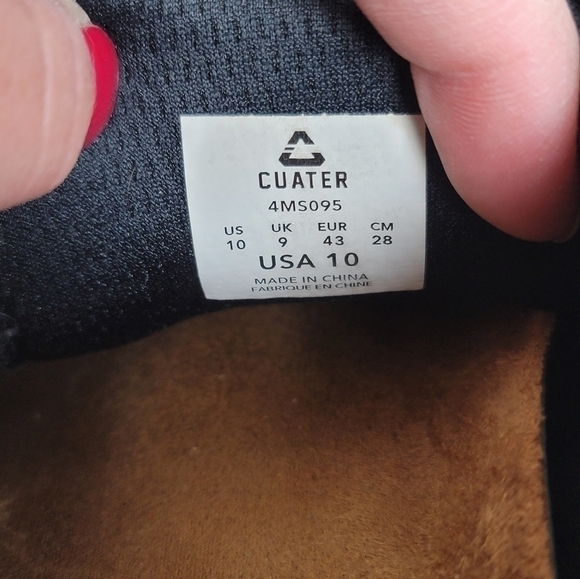 CUATER
4MS095
US UK EUR CM
10 9 43 28
USA 10
MADE IN CHINA
FABRIQUE EN CHINE